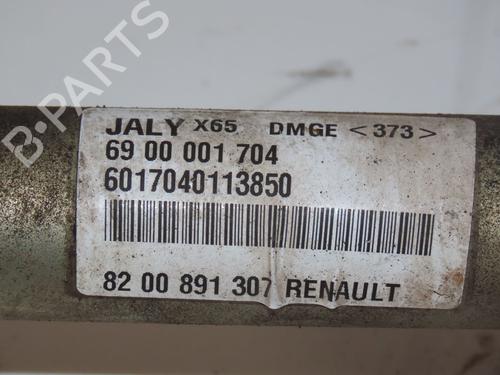 JALY X65 DMGE <373>
69 00 001 704
6017040113850
82 00 891 307 RENAULT
B-PARTS